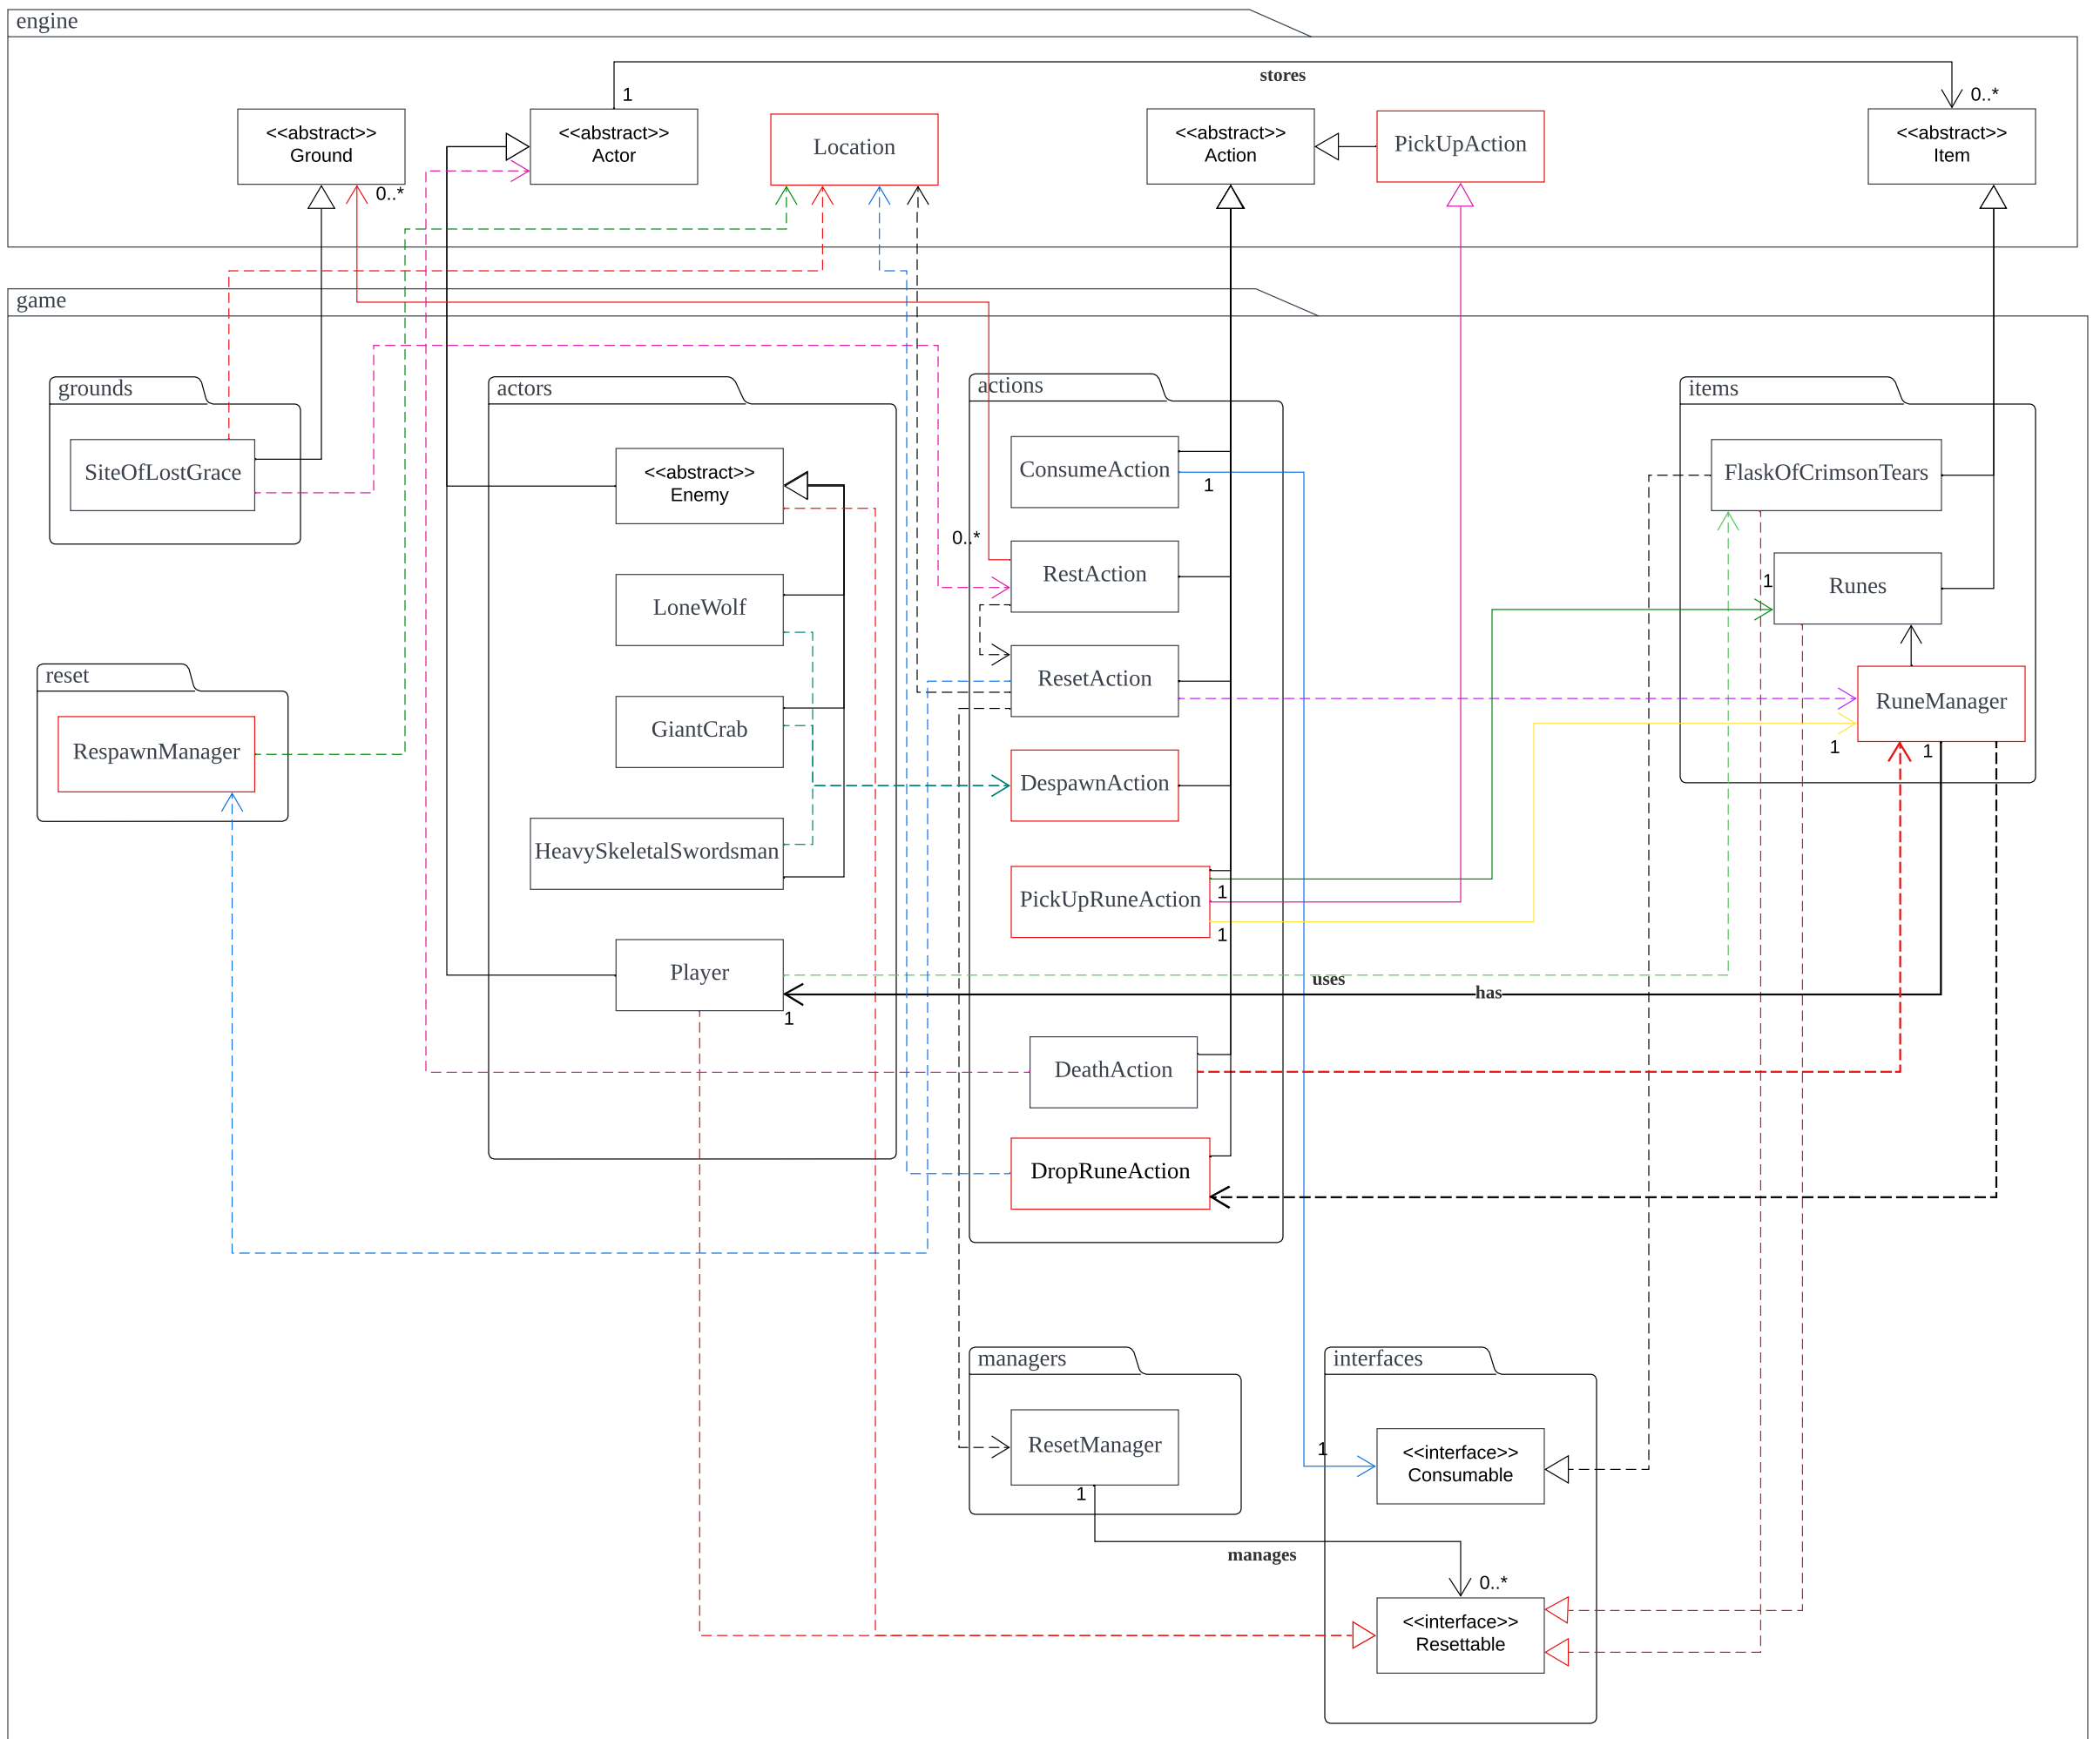 engine
stores
1
0..*
<<abstract>>
Ground
<<abstract>>
Actor
Location
<<abstract>>
Action
PickUpAction
<<abstract>>
Item
0..*
game
grounds
SiteOfLostGrace
actors
<<abstract>>
Enemy
LoneWolf
GiantCrab
HeavySkeletalSwordsman
Player
1
actions
ConsumeAction
1
0..*
RestAction
ResetAction
DespawnAction
PickUpRuneAction
1
1
uses
has
DeathAction
DropRuneAction
items
FlaskOfCrimsonTears
1
Runes
RuneManager
1
1
reset
RespawnManager
managers
ResetManager
1
manages
interfaces
1
<<interface>>
Consumable
0..*
<<interface>>
Resettable